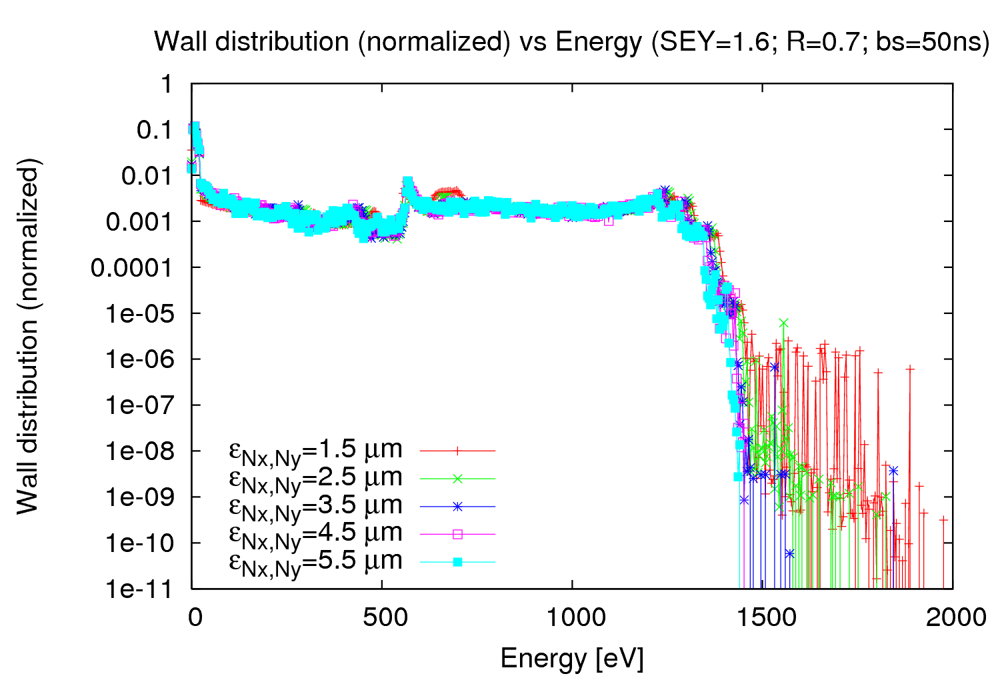 Wall distribution (normalized) vs Energy (SEY=1.6; R=0.7; bs=50ns)
Wall distribution (normalized)
1
0.1
0.01
0.001
0.0001
1e-05
1e-06
1e-07
1e-08
1e-09
1e-10
1e-11
εNx,Ny=1.5 μm
εNx,Ny=2.5 μm
εNx,Ny=3.5 μm
εNx,Ny=4.5 μm
εNx,Ny=5.5 μm
0 500 1000 1500 2000
Energy [eV]